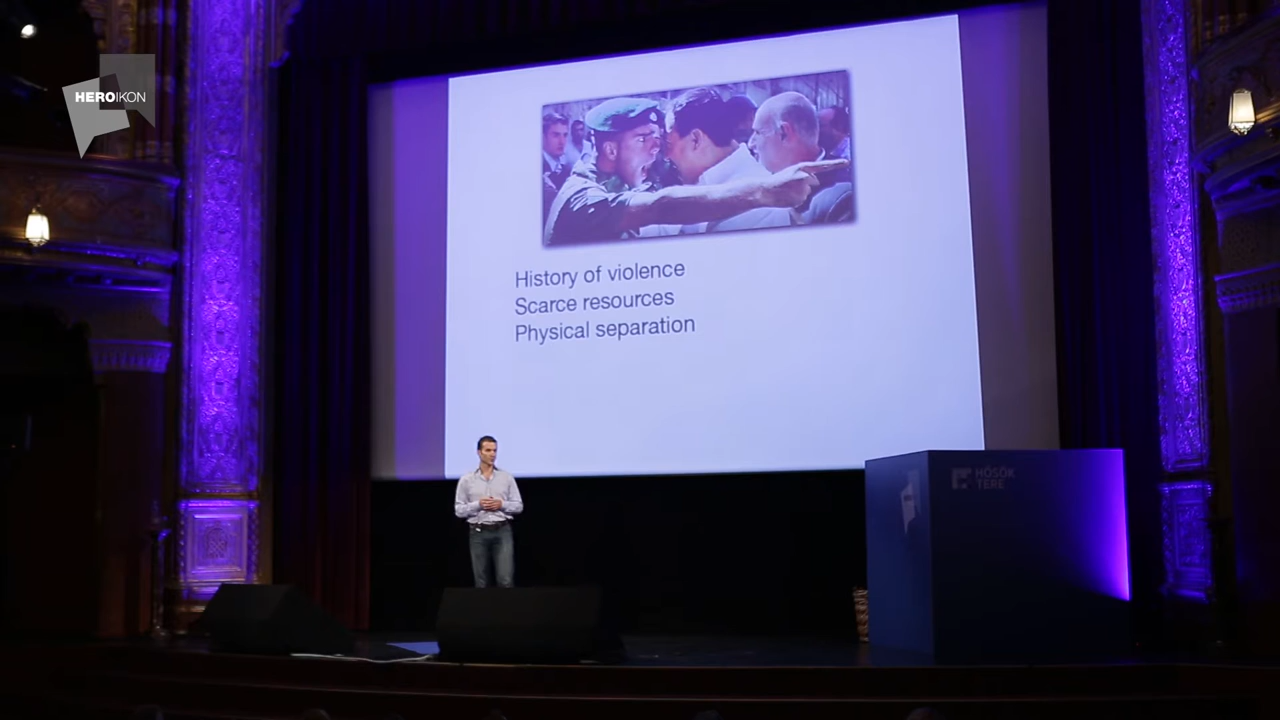 HEROIKON
History of violence
Scarce resources
Physical separation
HŐSÖK
TERE